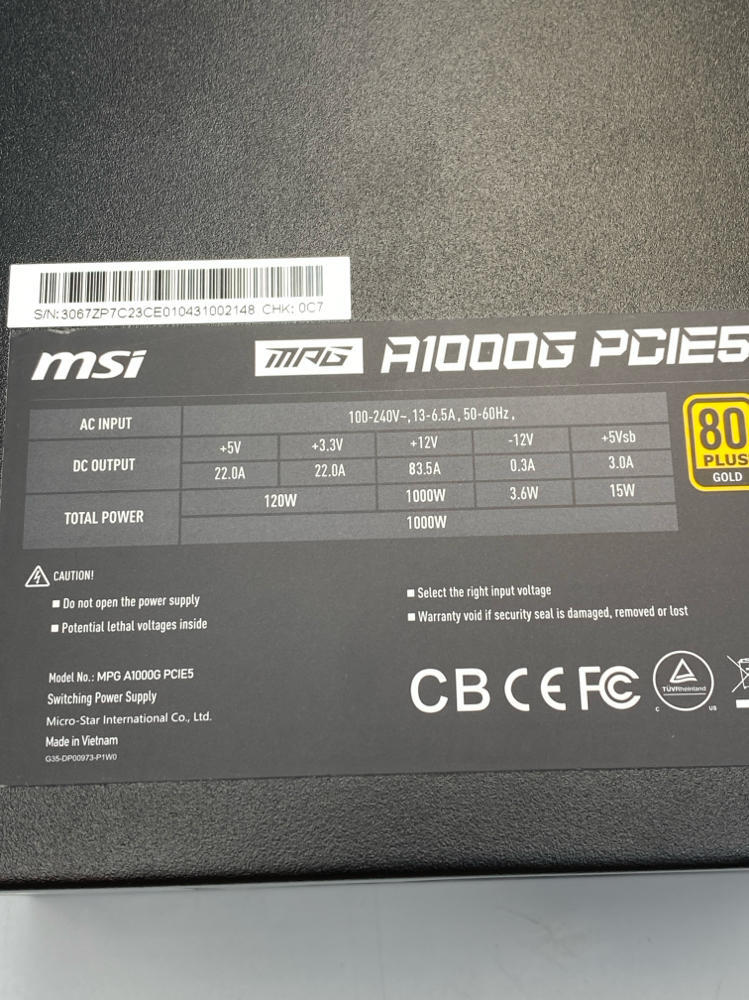 S/N:3067ZP7C23CE010431002148 CHK: 0C7
msi MPG A1000G PCIE5
AC INPUT 100-240V~,13-6.5A, 50-60Hz,
DC OUTPUT +5V +3.3V +12V -12V +5Vsb
22.0A 22.0A 83.5A 0.3A 3.0A
TOTAL POWER 120W 1000W 3.6W 15W
1000W
80
PLUS
GOLD
CAUTION!
Do not open the power supply
Potential lethal voltages inside
Select the right input voltage
Warranty void if security seal is damaged, removed or lost
Model No.: MPG A1000G PCIE5
Switching Power Supply
Micro-Star International Co., Ltd.
Made in Vietnam
G35-DP00973-P1W0
CB CE FC
TÜVRheinland
C US